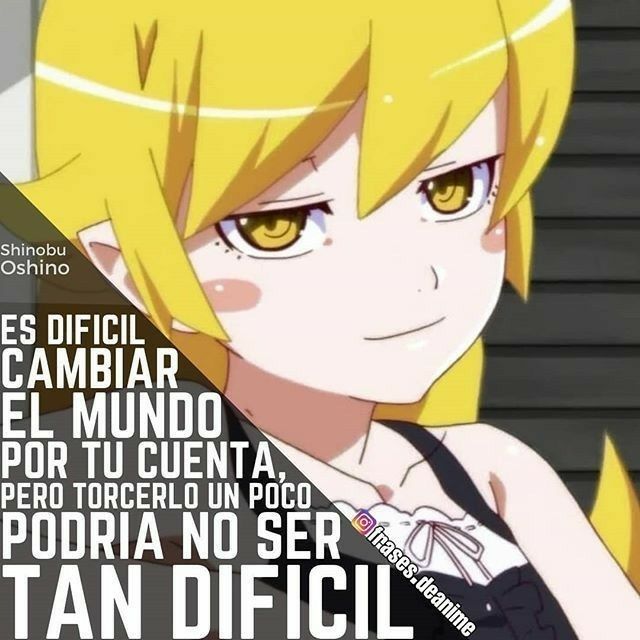 Shinobu
Oshino
ES DIFICIL
CAMBIAR
EL MUNDO
POR TU CUENTA,
PERO TORCERLO UN POCO
PODRIA NO SER
TAN DIFICIL
frases.deanime